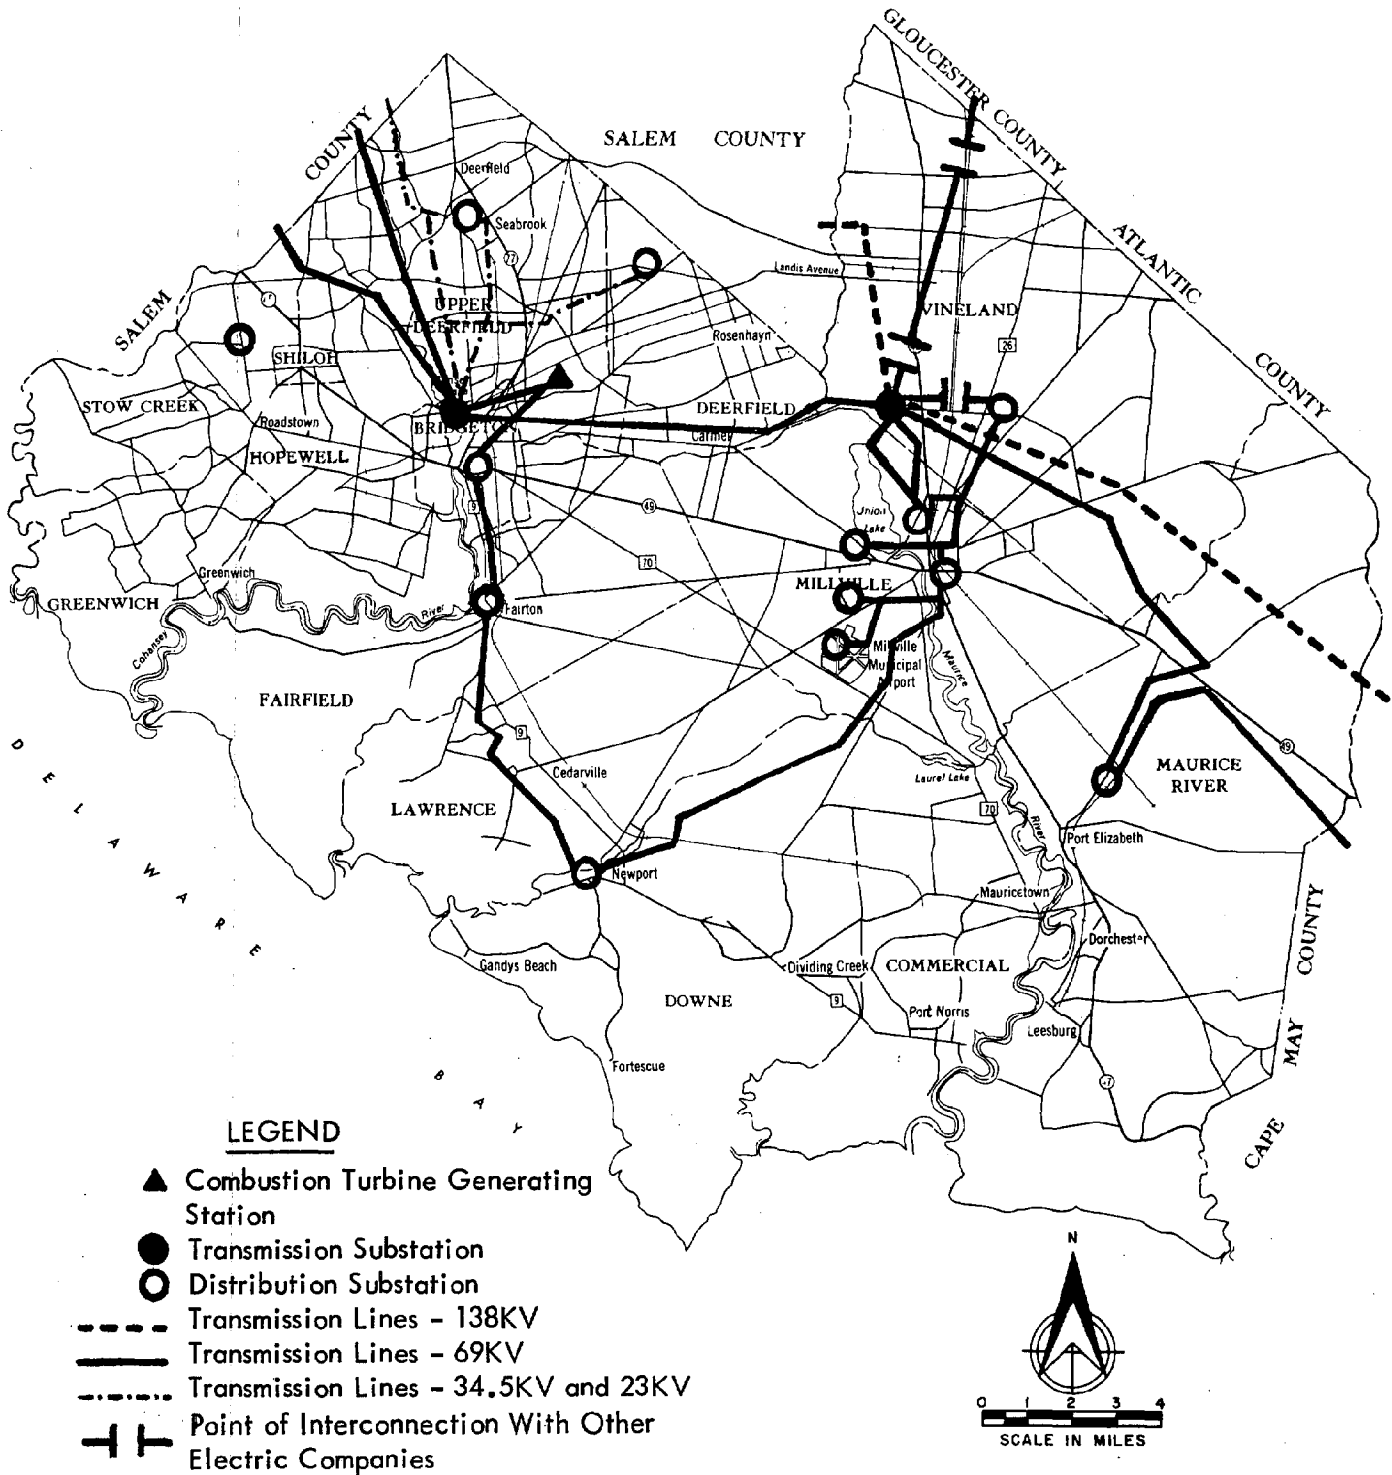 GLOUCESTER COUNTY
SALEM COUNTY
COUNTY
SALEM
ATLANTIC
COUNTY
Deerfield
Seabrook
77
Landis Avenue
UPPER
DEERFIELD
VINELAND
Rosenhayn
26
SHILOH
STOW CREEK
Roadstown
BRIDGETON
DEERFIELD
Carmel
HOPEWELL
9
49
Union
Lake
70
Greenwich
GREENWICH
MILLVILLE
River
Fairton
Cohansey
Millville
Municipal
Airport
Maurice
FAIRFIELD
9
49
Cedarville
Laurel Lake
MAURICE
RIVER
LAWRENCE
70
River
Port Elizabeth
Newport
Mauricetown
DELAWARE
Dorchester
COUNTY
Gandys Beach
Dividing Creek
COMMERCIAL
DOWNE
9
Port Norris
Leesburg
MAY
Fortescue
BAY
CAPE
LEGEND
Combustion Turbine Generating
Station
Transmission Substation
Distribution Substation
Transmission Lines - 138KV
Transmission Lines - 69KV
Transmission Lines - 34.5KV and 23KV
Point of Interconnection With Other
Electric Companies
N
0 1 2 3 4
SCALE IN MILES